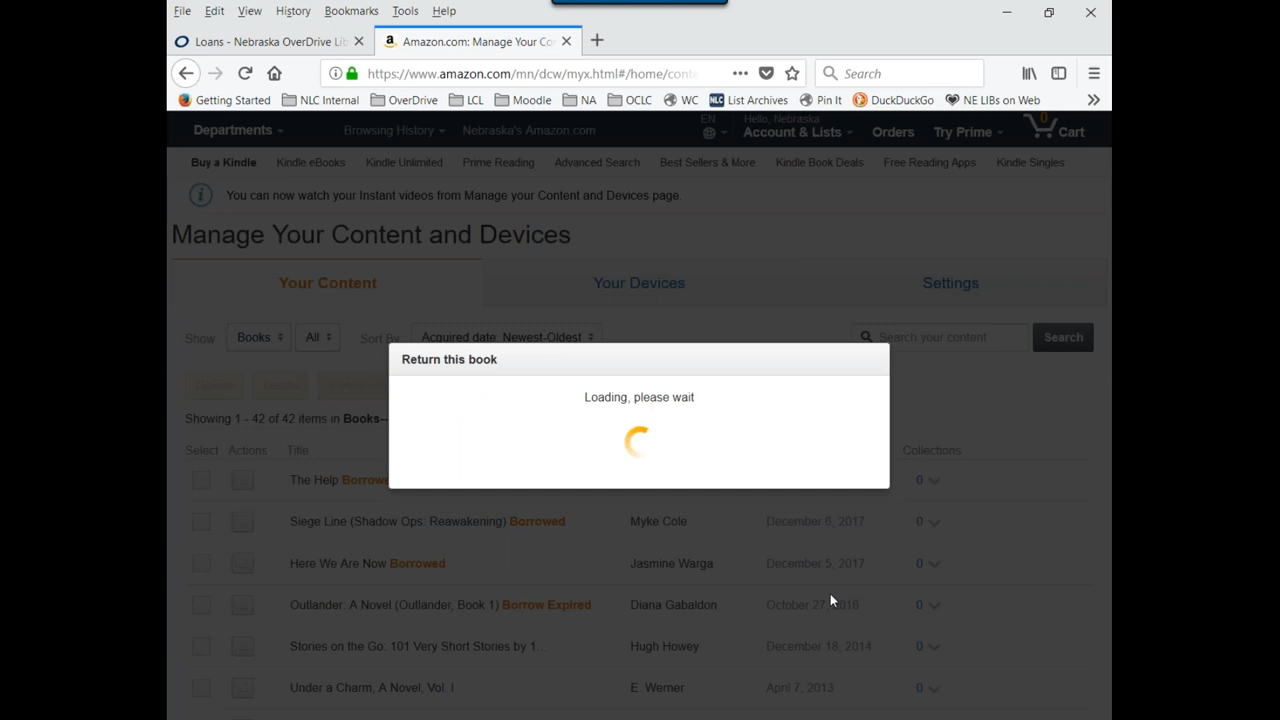 File Edit View History Bookmarks Tools Help
Loans - Nebraska OverDrive Lib
Amazon.com: Manage Your Co
https://www.amazon.com/mn/dcw/myx.html#/home/conte
Search
Getting Started NLC Internal OverDrive LCL Moodle NA OCLC WC NLC List Archives Pin It DuckDuckGo NE LIBs on Web
Departments Browsing History Nebraska's Amazon.com EN Hello, Nebraska Account & Lists Orders Try Prime 0 Cart
Buy a Kindle Kindle eBooks Kindle Unlimited Prime Reading Advanced Search Best Sellers & More Kindle Book Deals Free Reading Apps Kindle Singles
You can now watch your Instant videos from Manage your Content and Devices page.
Manage Your Content and Devices
Your Content Your Devices Settings
Show Books All Sort By Acquired date: Newest-Oldest Search your content Search
Return this book
Loading, please wait
Showing 1 - 42 of 42 items in Books--
Select Actions Title Collections
The Help Borrowe 0
Siege Line (Shadow Ops: Reawakening) Borrowed Myke Cole December 6, 2017 0
Here We Are Now Borrowed Jasmine Warga December 5, 2017 0
Outlander: A Novel (Outlander, Book 1) Borrow Expired Diana Gabaldon October 27 2016 0
Stories on the Go: 101 Very Short Stories by 1... Hugh Howey December 18, 2014 0
Under a Charm, A Novel, Vol. I E. Werner April 7, 2013 0